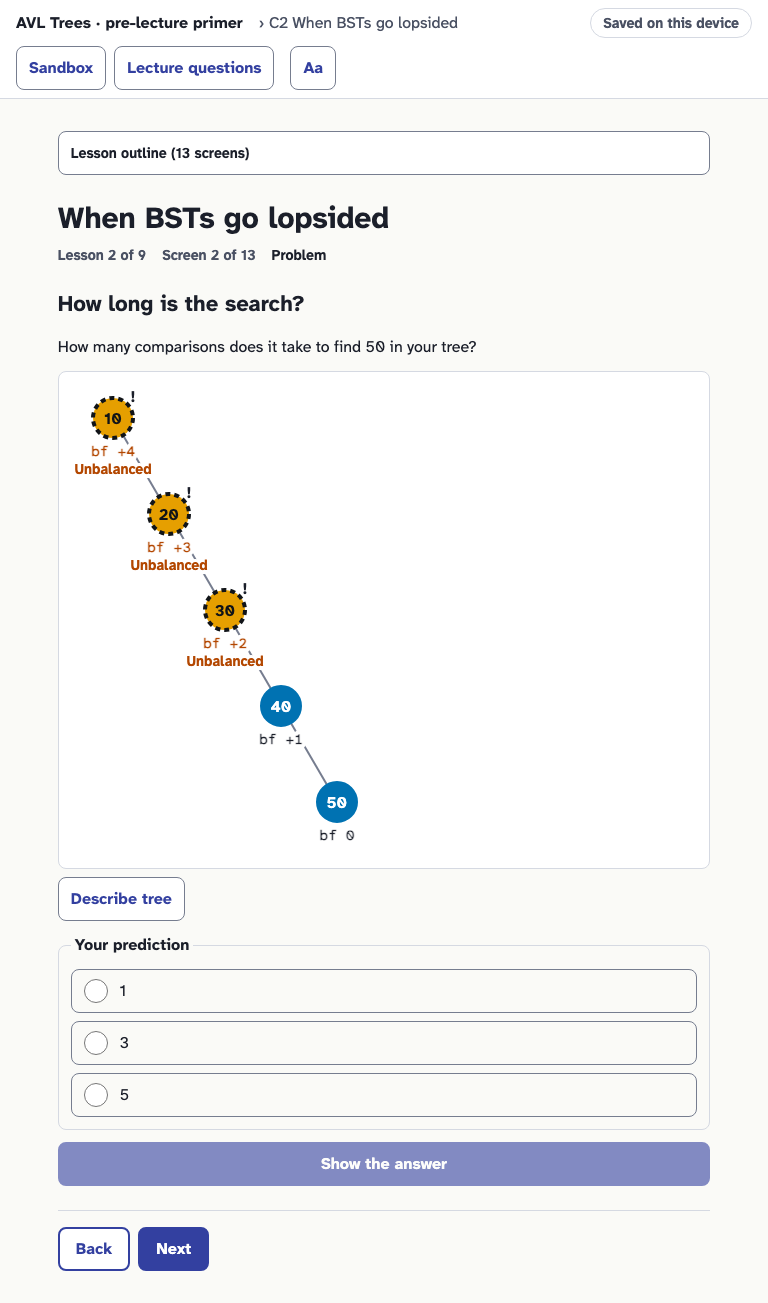 AVL Trees · pre-lecture primer › C2 When BSTs go lopsided Saved on this device
Sandbox Lecture questions Aa
Lesson outline (13 screens)
When BSTs go lopsided
Lesson 2 of 9 Screen 2 of 13 Problem
How long is the search?
How many comparisons does it take to find 50 in your tree?
!
10
bf +4
Unbalanced
!
20
bf +3
Unbalanced
!
30
bf +2
Unbalanced
40
bf +1
50
bf 0
Describe tree
Your prediction
1
3
5
Show the answer
Back Next